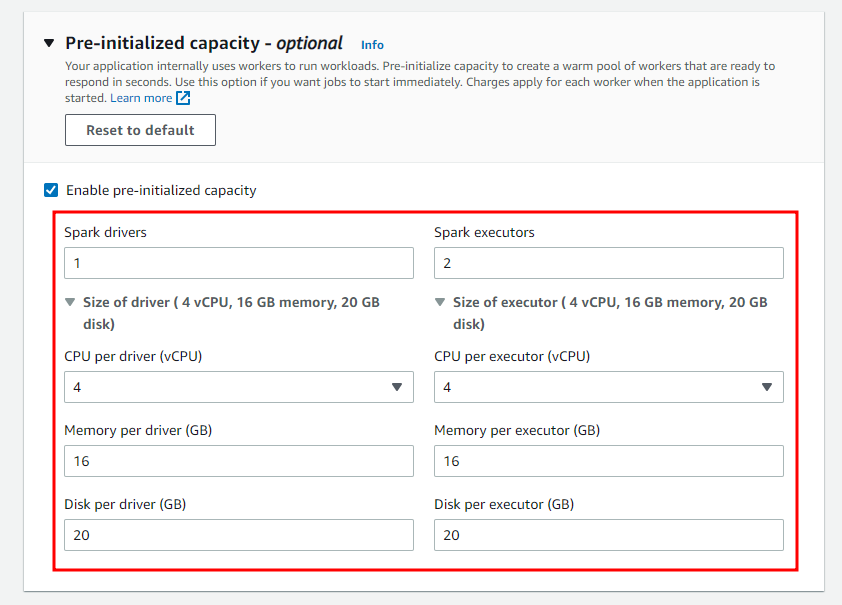 Pre-initialized capacity - optional Info
Your application internally uses workers to run workloads. Pre-initialize capacity to create a warm pool of workers that are ready to
respond in seconds. Use this option if you want jobs to start immediately. Charges apply for each worker when the application is
started. Learn more
Reset to default
Enable pre-initialized capacity
Spark drivers
1
Size of driver ( 4 vCPU, 16 GB memory, 20 GB
disk)
CPU per driver (vCPU)
4
Memory per driver (GB)
16
Disk per driver (GB)
20
Spark executors
2
Size of executor ( 4 vCPU, 16 GB memory, 20 GB
disk)
CPU per executor (vCPU)
4
Memory per executor (GB)
16
Disk per executor (GB)
20